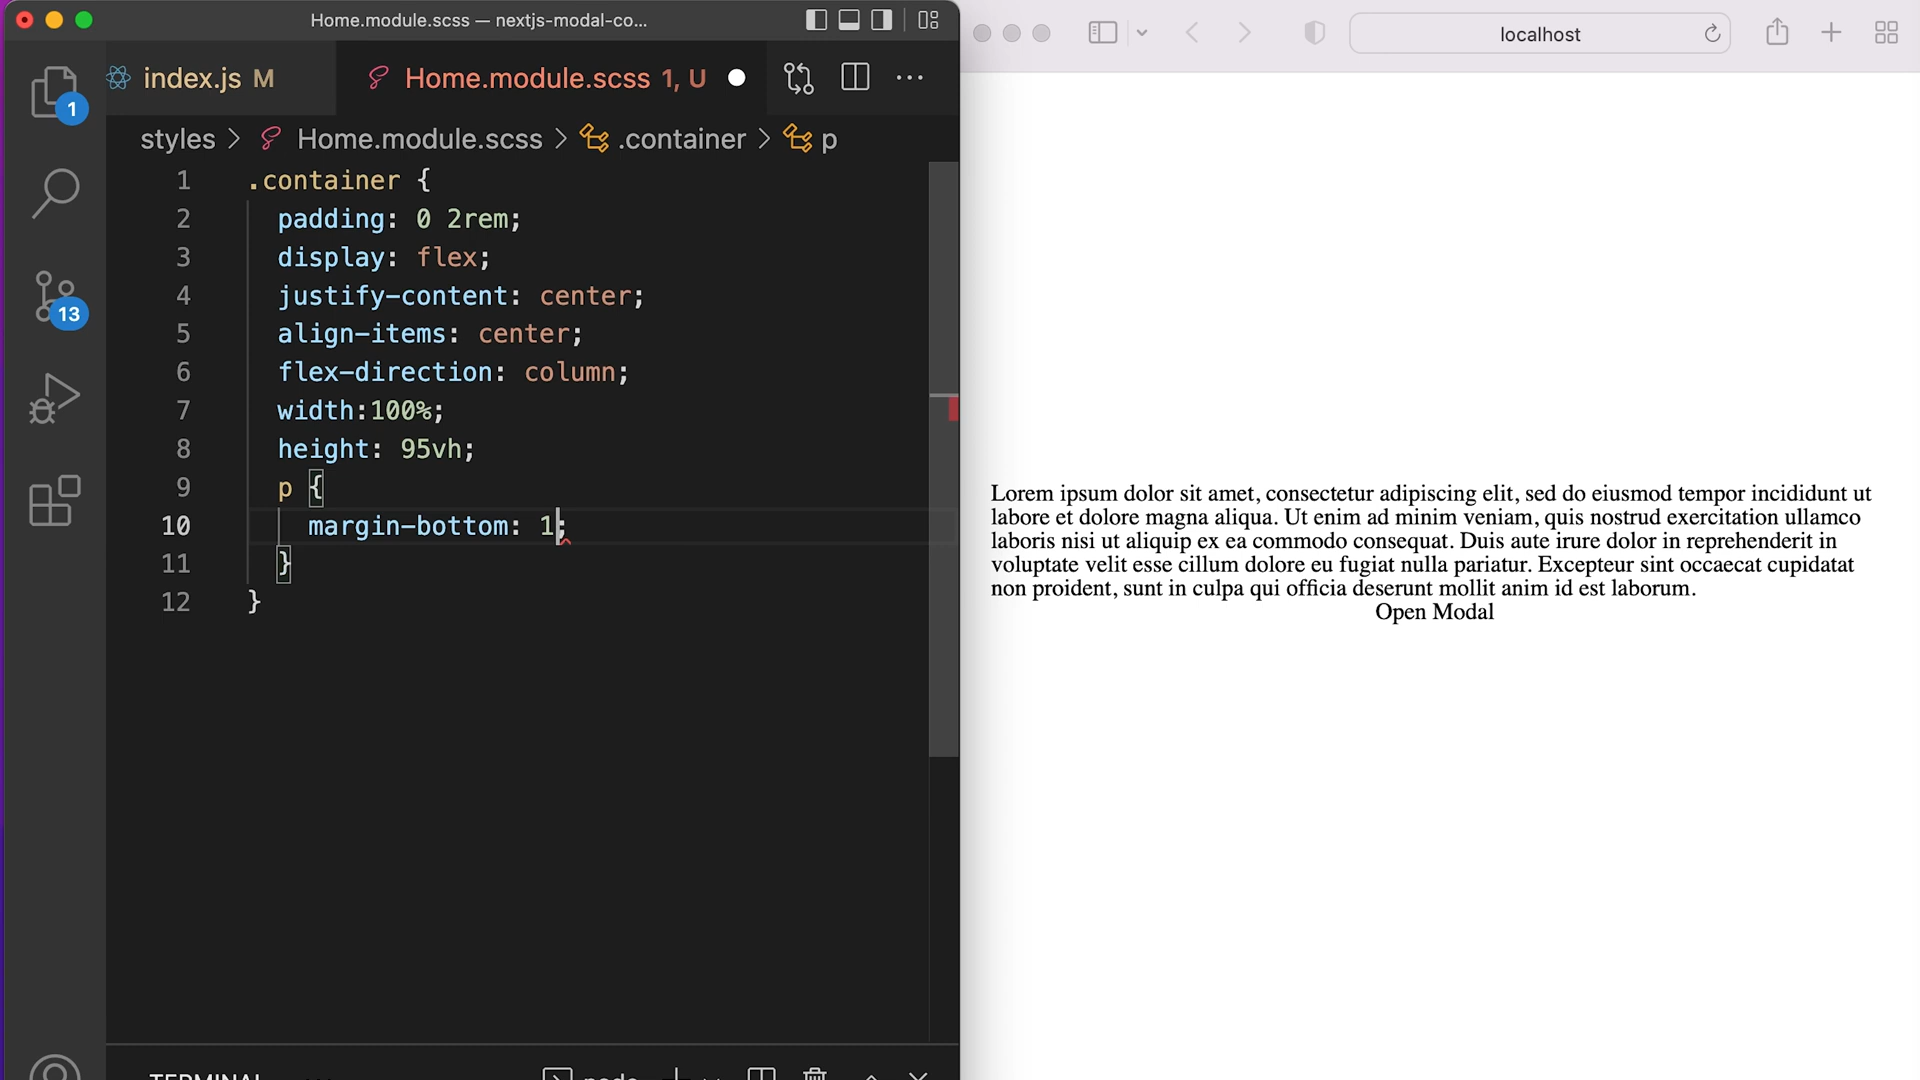 Home.module.scss — nextjs-modal-co...
index.js M
Home.module.scss 1, U
styles > Home.module.scss > .container > p
1
13
1 .container {
2 padding: 0 2rem;
3 display: flex;
4 justify-content: center;
5 align-items: center;
6 flex-direction: column;
7 width:100%;
8 height: 95vh;
9 p {
10 margin-bottom: 1;
11 }
12 }
TERMINAL
node
localhost
Lorem ipsum dolor sit amet, consectetur adipiscing elit, sed do eiusmod tempor incididunt ut
labore et dolore magna aliqua. Ut enim ad minim veniam, quis nostrud exercitation ullamco
laboris nisi ut aliquip ex ea commodo consequat. Duis aute irure dolor in reprehenderit in
voluptate velit esse cillum dolore eu fugiat nulla pariatur. Excepteur sint occaecat cupidatat
non proident, sunt in culpa qui officia deserunt mollit anim id est laborum.
Open Modal